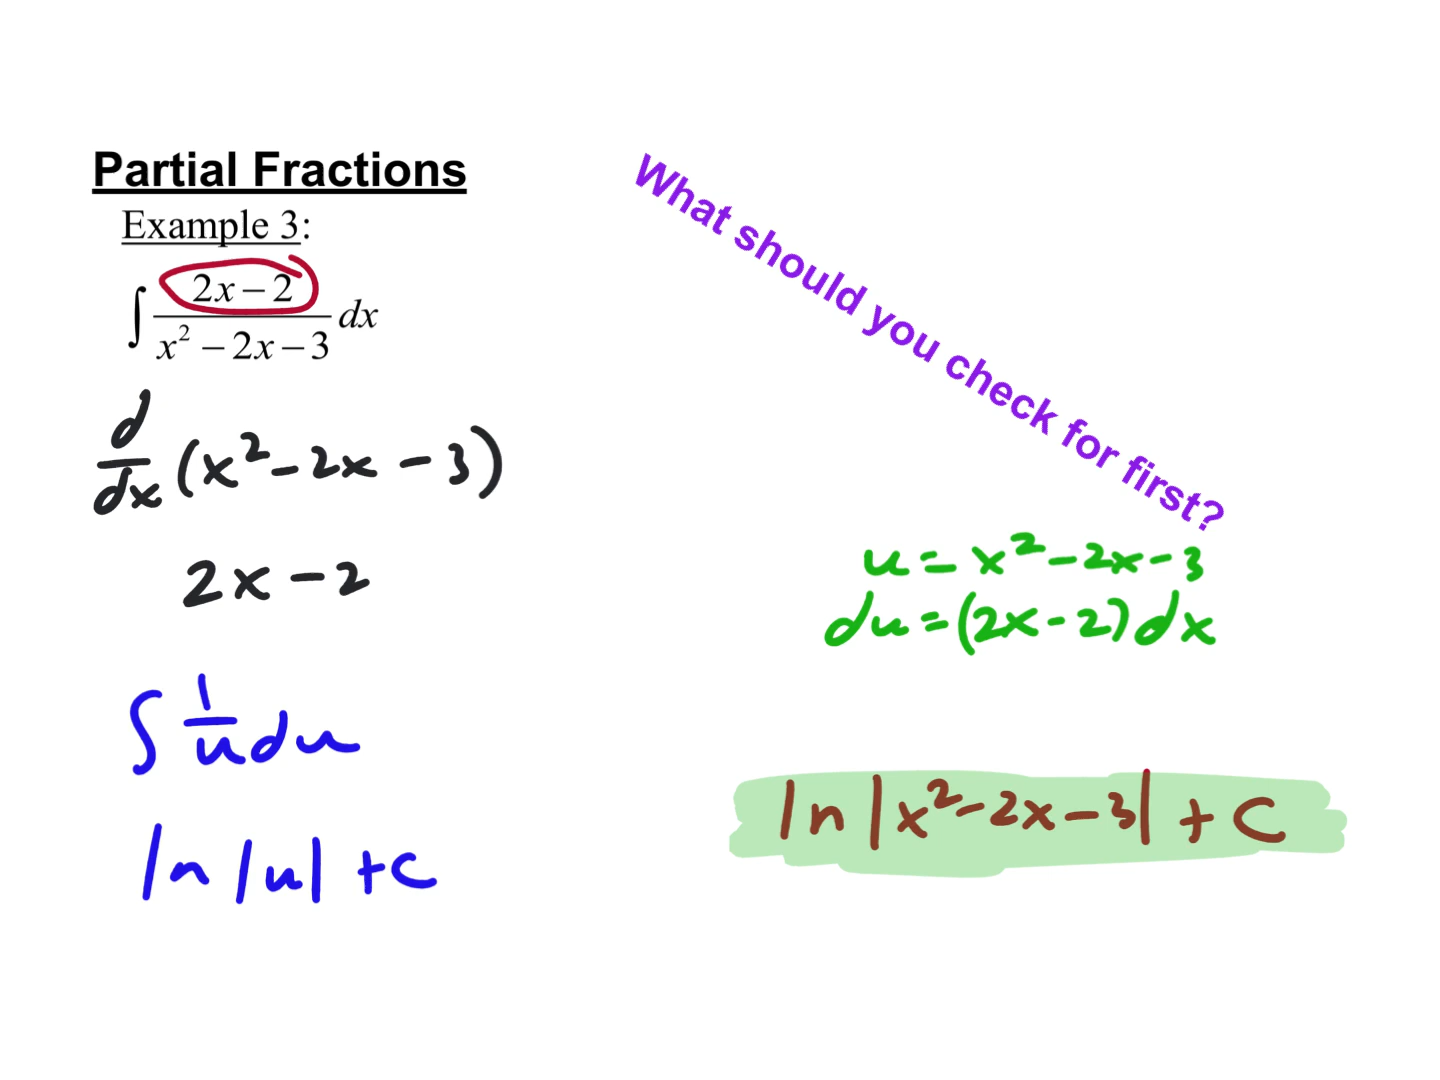 Partial Fractions
Example 3:
∫ (2x − 2)/(x² − 2x − 3) dx
What should you check for first?
d/dx (x² − 2x − 3)
2x − 2
u = x² − 2x − 3
du = (2x − 2) dx
∫ 1/u du
ln |u| + c
ln |x² − 2x − 3| + C